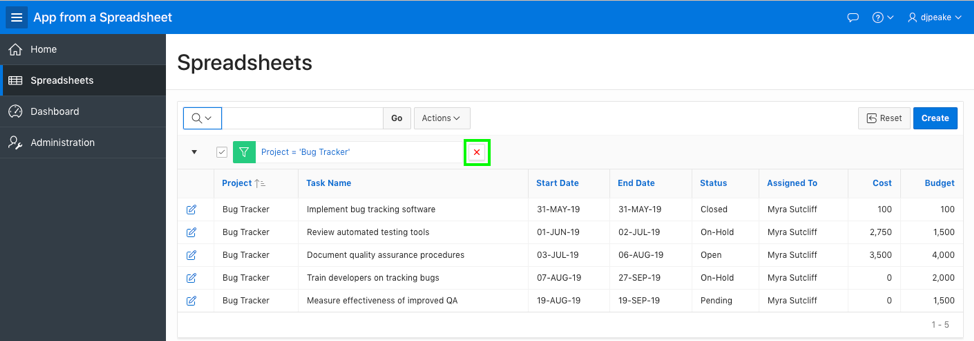 App from a Spreadsheet djpeake
Home
Spreadsheets
Dashboard
Administration
Spreadsheets
Go Actions Reset Create
Project = 'Bug Tracker'
Project Task Name Start Date End Date Status Assigned To Cost Budget
Bug Tracker Implement bug tracking software 31-MAY-19 31-MAY-19 Closed Myra Sutcliff 100 100
Bug Tracker Review automated testing tools 01-JUN-19 02-JUL-19 On-Hold Myra Sutcliff 2,750 1,500
Bug Tracker Document quality assurance procedures 03-JUL-19 06-AUG-19 Open Myra Sutcliff 3,500 4,000
Bug Tracker Train developers on tracking bugs 07-AUG-19 27-SEP-19 On-Hold Myra Sutcliff 0 2,000
Bug Tracker Measure effectiveness of improved QA 19-AUG-19 19-SEP-19 Pending Myra Sutcliff 0 1,500
1 - 5